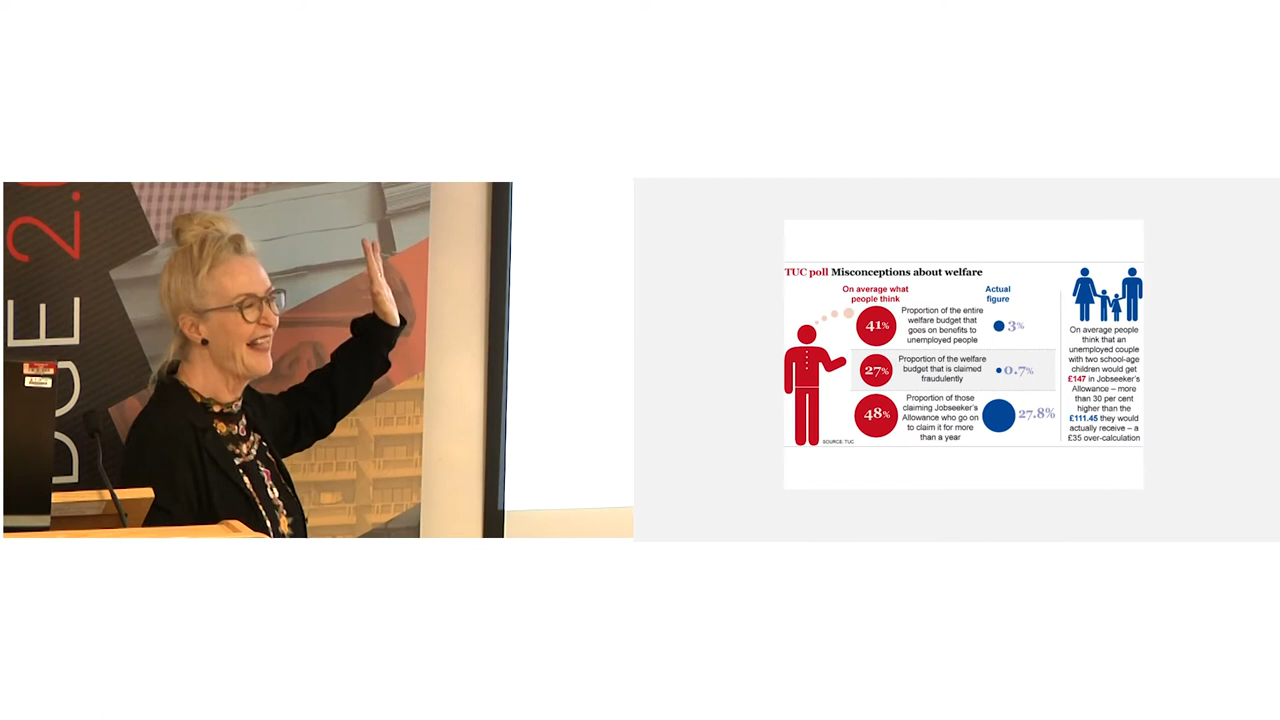 2.0
DGE
TUC poll Misconceptions about welfare
On average what
people think
Actual
figure
41%
Proportion of the entire
welfare budget that
goes on benefits to
unemployed people
3%
27%
Proportion of the welfare
budget that is claimed
fraudulently
0.7%
48%
Proportion of those
claiming Jobseeker's
Allowance who go on
to claim it for more
than a year
27.8%
SOURCE: TUC
On average people
think that an
unemployed couple
with two school-age
children would get
£147 in Jobseeker's
Allowance – more
than 30 per cent
higher than the
£111.45 they would
actually receive – a
£35 over-calculation